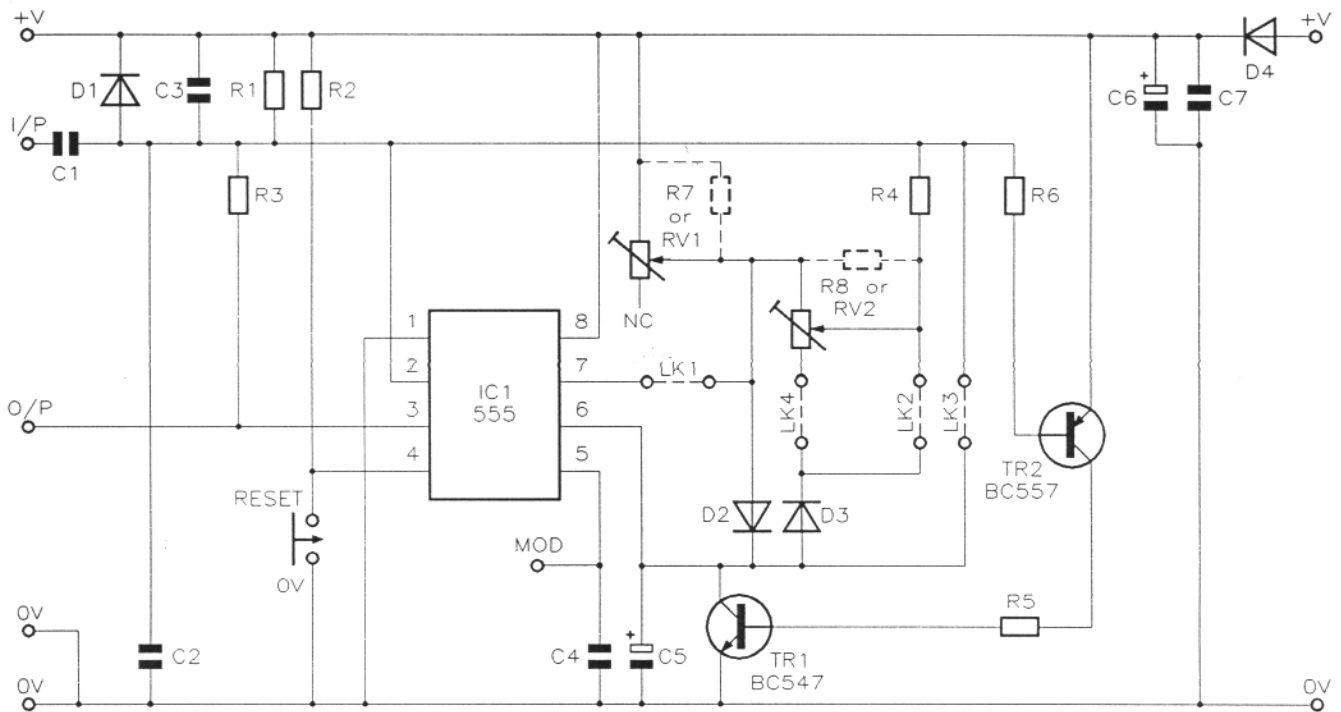 +V
+V
D1
C3
R1
R2
D4
C6
+
C7
I/P
C1
R3
R7
or
RV1
R4
R6
R8 or
RV2
NC
1
8
2
7
LK1
IC1
555
3
6
4
5
O/P
LK4
LK2
LK3
TR2
BC557
RESET
D2
D3
MOD
0V
R5
0V
C2
C4
+
C5
TR1
BC547
0V
0V